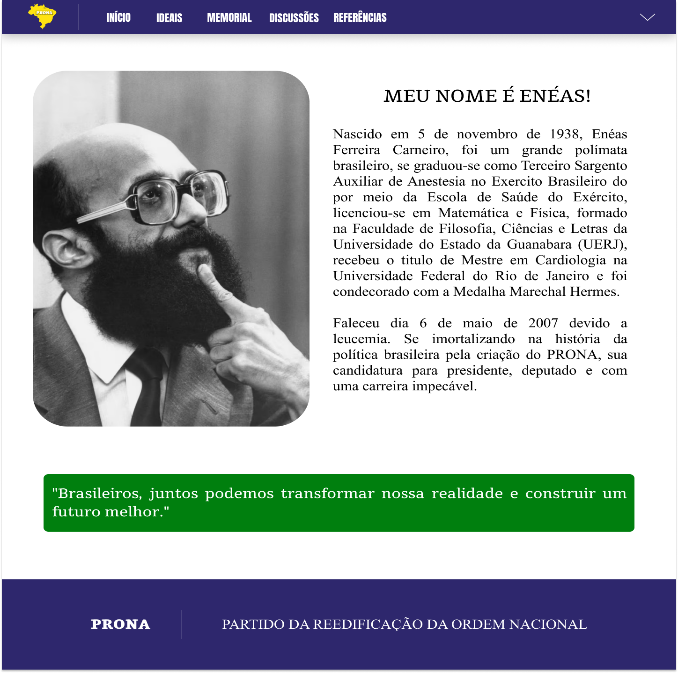 PRONA
INÍCIO IDEAIS MEMORIAL DISCUSSÕES REFERÊNCIAS
MEU NOME É ENÉAS!
Nascido em 5 de novembro de 1938, Enéas
Ferreira Carneiro, foi um grande polímata
brasileiro, se graduou-se como Terceiro Sargento
Auxiliar de Anestesia no Exercito Brasileiro do
por meio da Escola de Saúde do Exército,
licenciou-se em Matemática e Física, formado
na Faculdade de Filosofia, Ciências e Letras da
Universidade do Estado da Guanabara (UERJ),
recebeu o titulo de Mestre em Cardiologia na
Universidade Federal do Rio de Janeiro e foi
condecorado com a Medalha Marechal Hermes.
Faleceu dia 6 de maio de 2007 devido a
leucemia. Se imortalizando na história da
política brasileira pela criação do PRONA, sua
candidatura para presidente, deputado e com
uma carreira impecável.
"Brasileiros, juntos podemos transformar nossa realidade e construir um
futuro melhor."
PRONA PARTIDO DA REEDIFICAÇÃO DA ORDEM NACIONAL